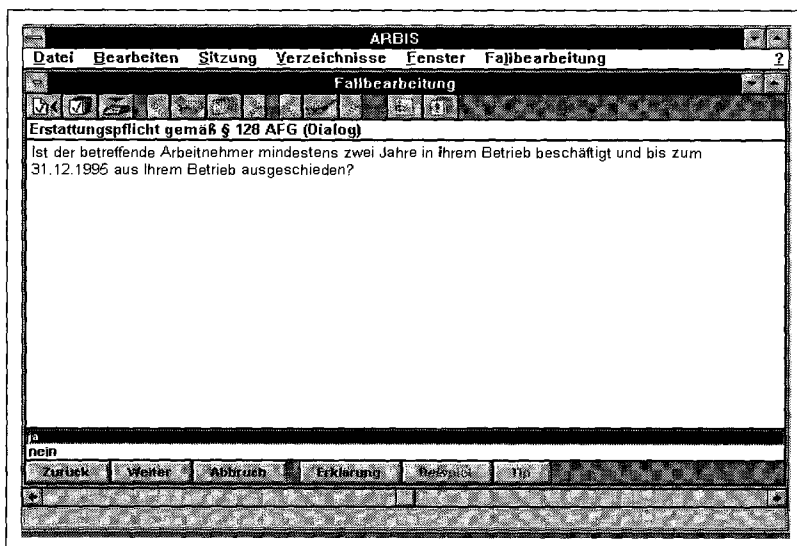 ARBIS
Datei Bearbeiten Sitzung Verzeichnisse Fenster Fallbearbeitung ?
Fallbearbeitung
Erstattungspflicht gemäß § 128 AFG (Dialog)
Ist der betreffende Arbeitnehmer mindestens zwei Jahre in ihrem Betrieb beschäftigt und bis zum
31.12.1995 aus Ihrem Betrieb ausgeschieden?
ja
nein
Zurück Weiter Abbruch Erklärung Beispiel Tip